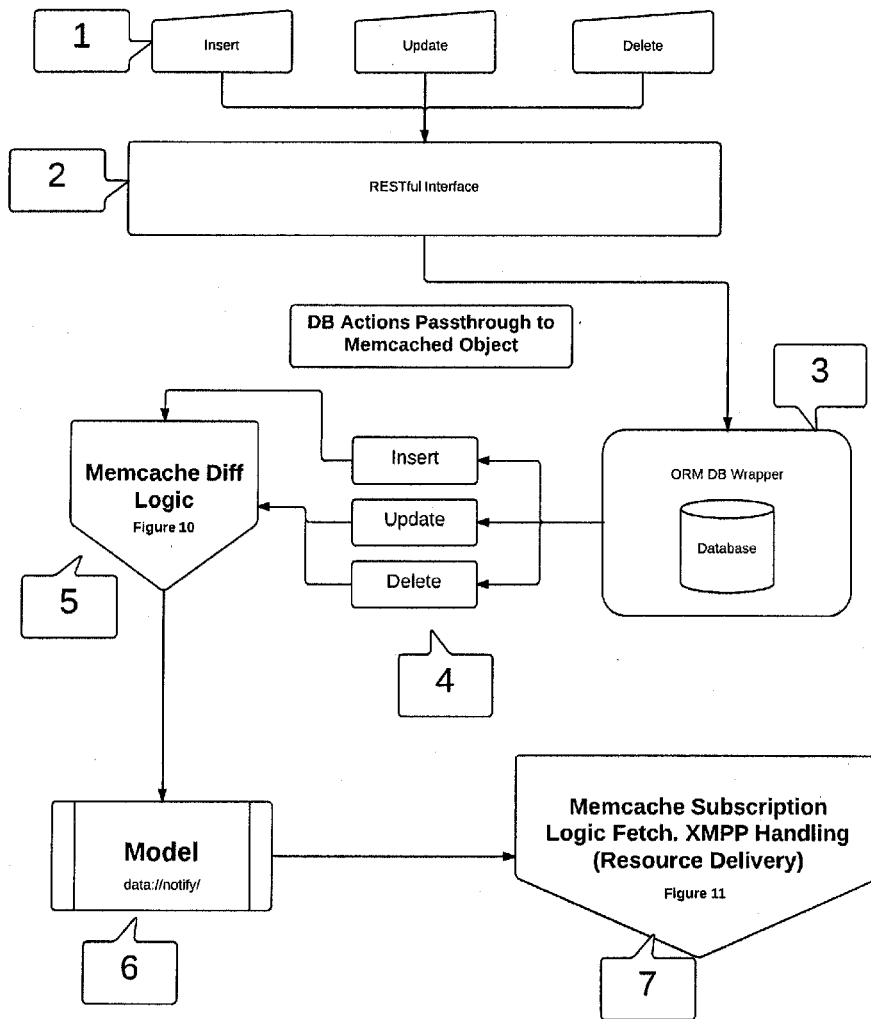 1
Insert
Update
Delete
2
RESTful Interface
DB Actions Passthrough to
Memcached Object
3
Memcache Diff
Logic
Figure 10
Insert
Update
Delete
ORM DB Wrapper
Database
5
4
Model
data://notify/
Memcache Subscription
Logic Fetch. XMPP Handling
(Resource Delivery)
Figure 11
6
7